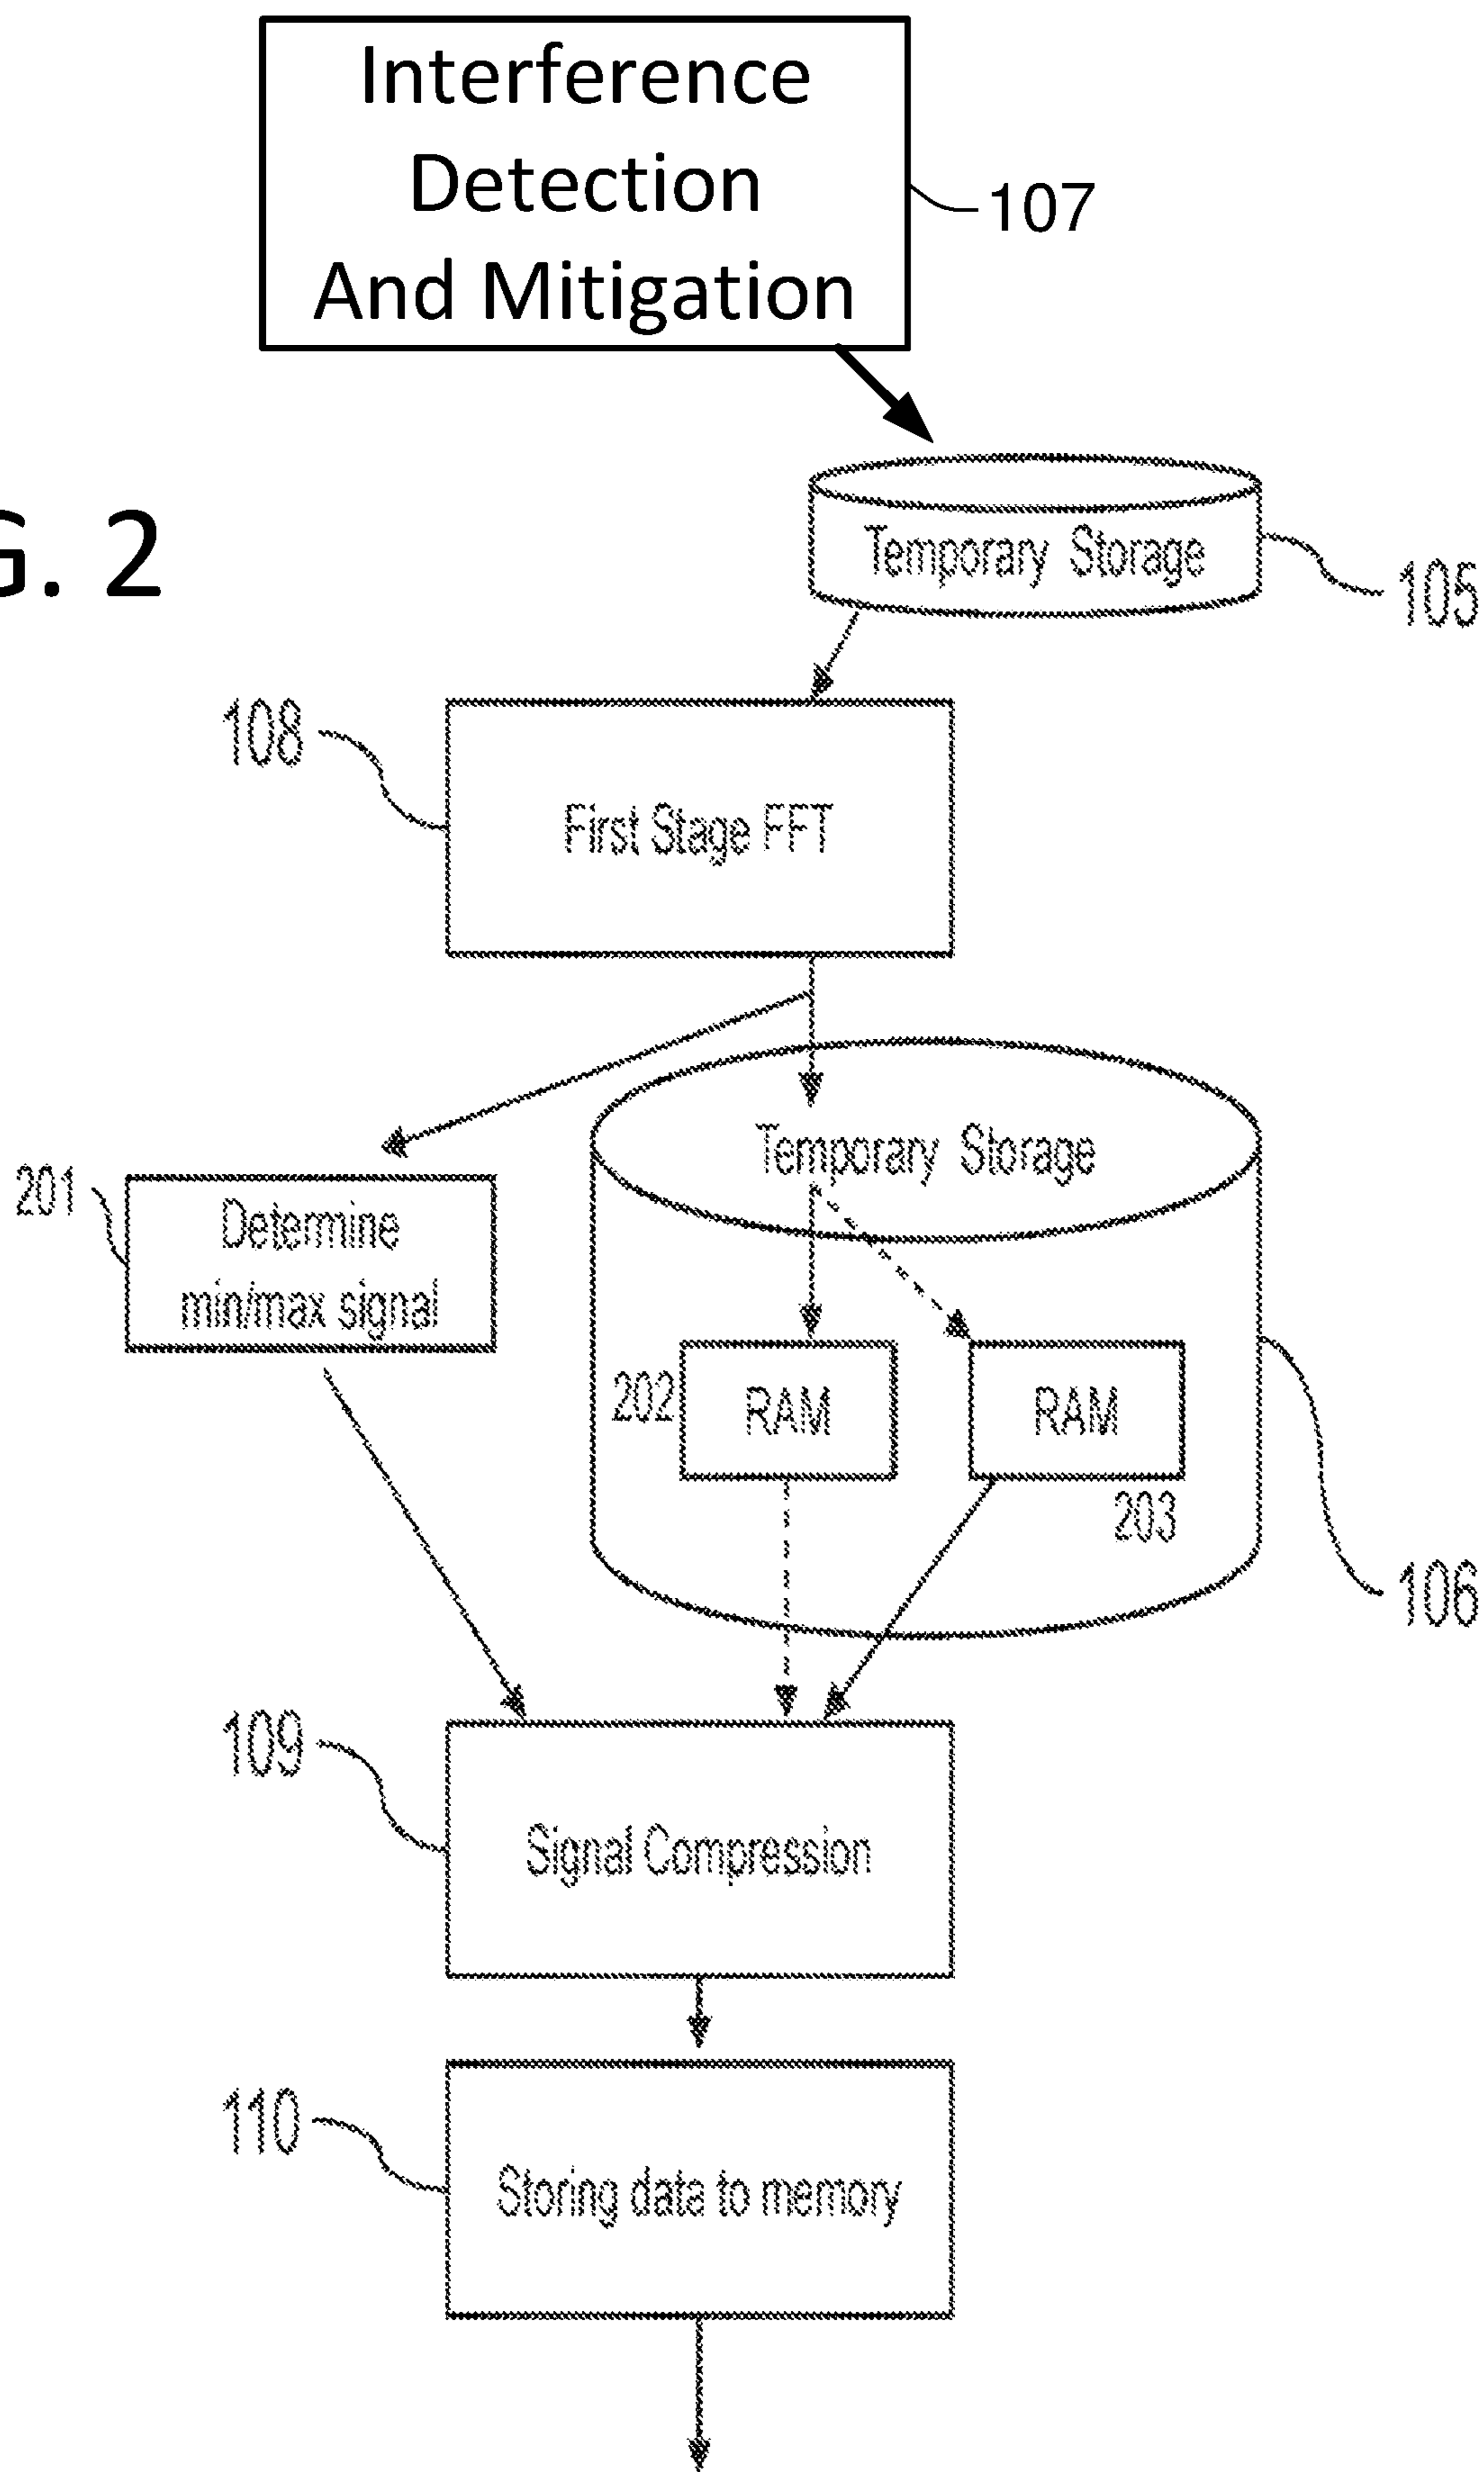 Interference
Detection
And Mitigation
107
G. 2
Temporary Storage
105
108
First Stage FFT
Temporary Storage
201
Determine
min/max signal
202
RAM
RAM
203
106
109
Signal Compression
110
Storing data to memory